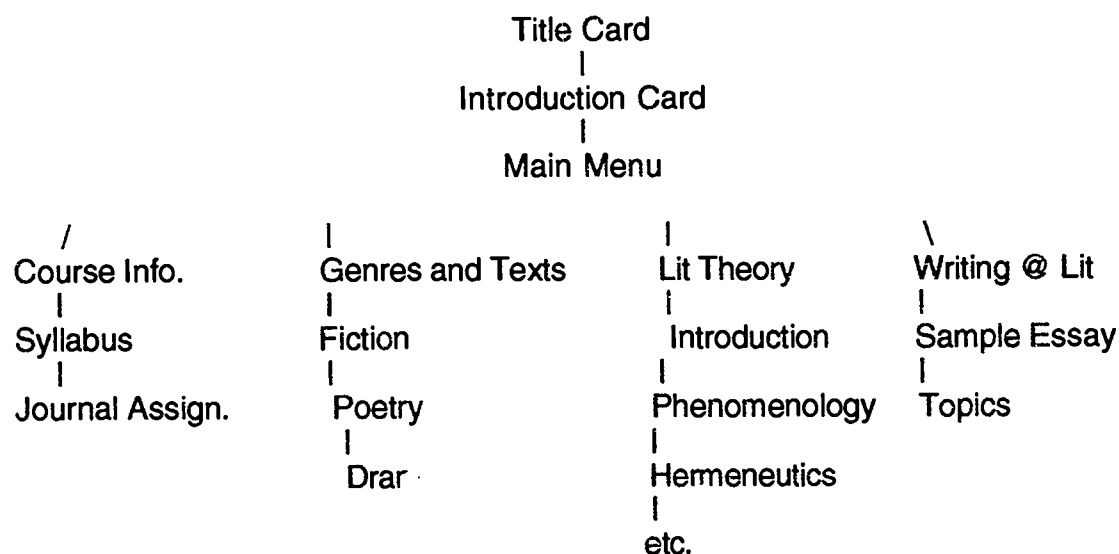 Title Card
Introduction Card
Main Menu
Course Info. Genres and Texts Lit Theory Writing @ Lit
Syllabus Fiction Introduction Sample Essay
Journal Assign. Poetry Phenomenology Topics
Drar Hermeneutics
etc.